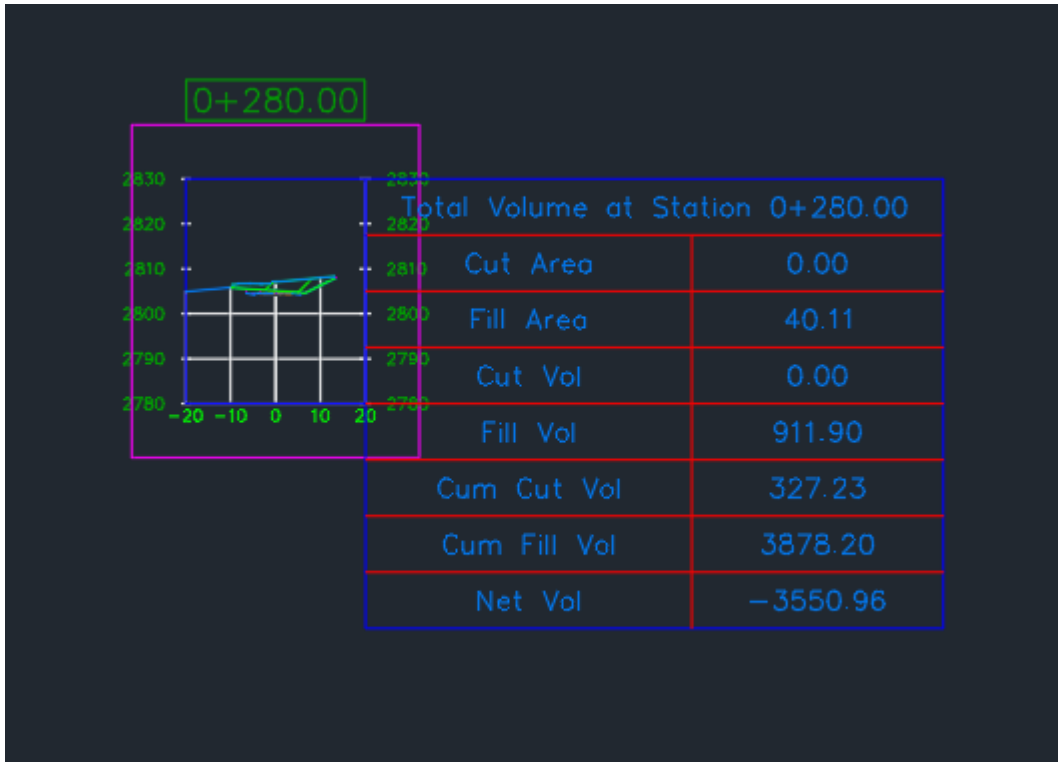 0+280.00
2830 2830
Total Volume at Station 0+280.00
2820 2820
2810 2810
Cut Area 0.00
2800 2800
Fill Area 40.11
2790 2790
Cut Vol 0.00
2780 2780
-20 -10 0 10 20
Fill Vol 911.90
Cum Cut Vol 327.23
Cum Fill Vol 3878.20
Net Vol -3550.96